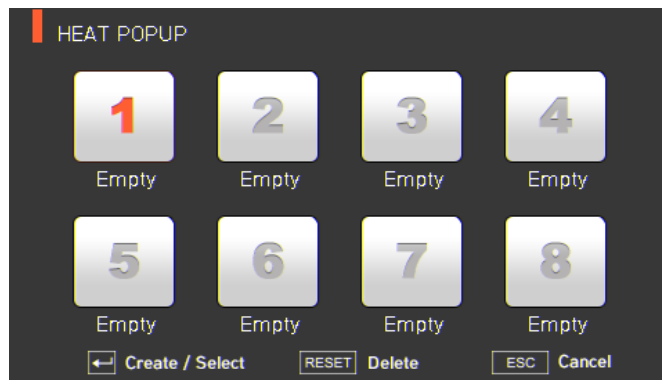 HEAT POPUP
1 2 3 4
Empty Empty Empty Empty
5 6 7 8
Empty Empty Empty Empty
Create / Select RESET Delete ESC Cancel